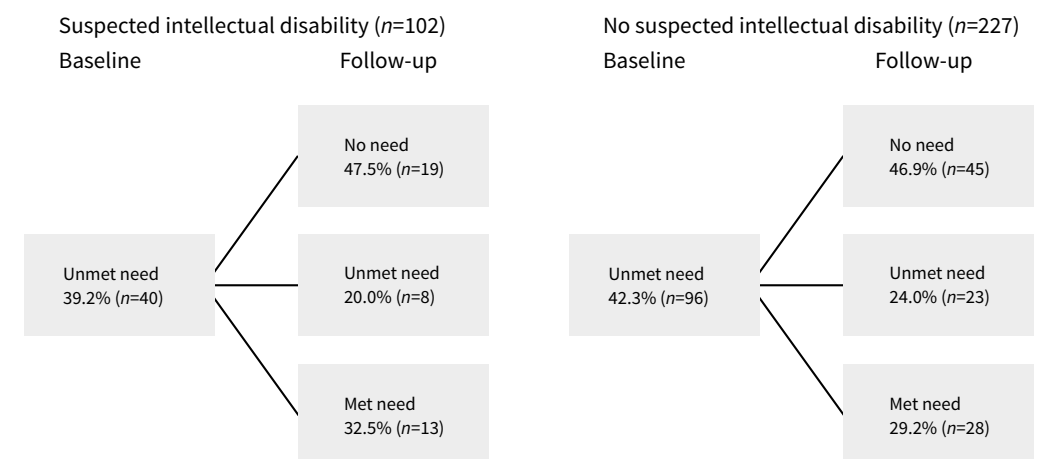 Suspected intellectual disability (n=102)
Baseline
Follow-up
No need
47.5% (n=19)
Unmet need
39.2% (n=40)
Unmet need
20.0% (n=8)
Met need
32.5% (n=13)
No suspected intellectual disability (n=227)
Baseline
Follow-up
No need
46.9% (n=45)
Unmet need
42.3% (n=96)
Unmet need
24.0% (n=23)
Met need
29.2% (n=28)